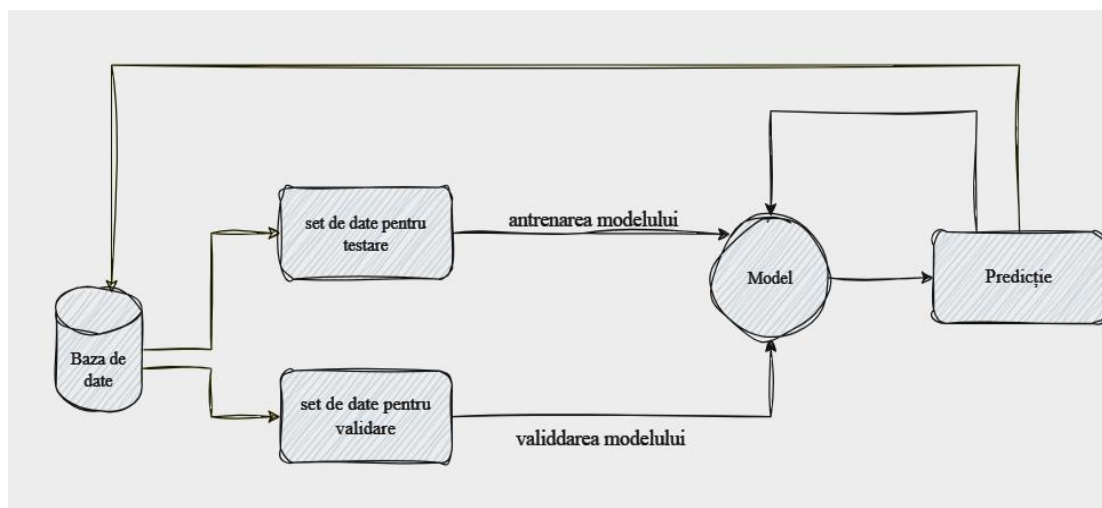 set de date pentru
testare
antrenarea modelului
Model
Predicție
Baza de
date
set de date pentru
validare
validdarea modelului